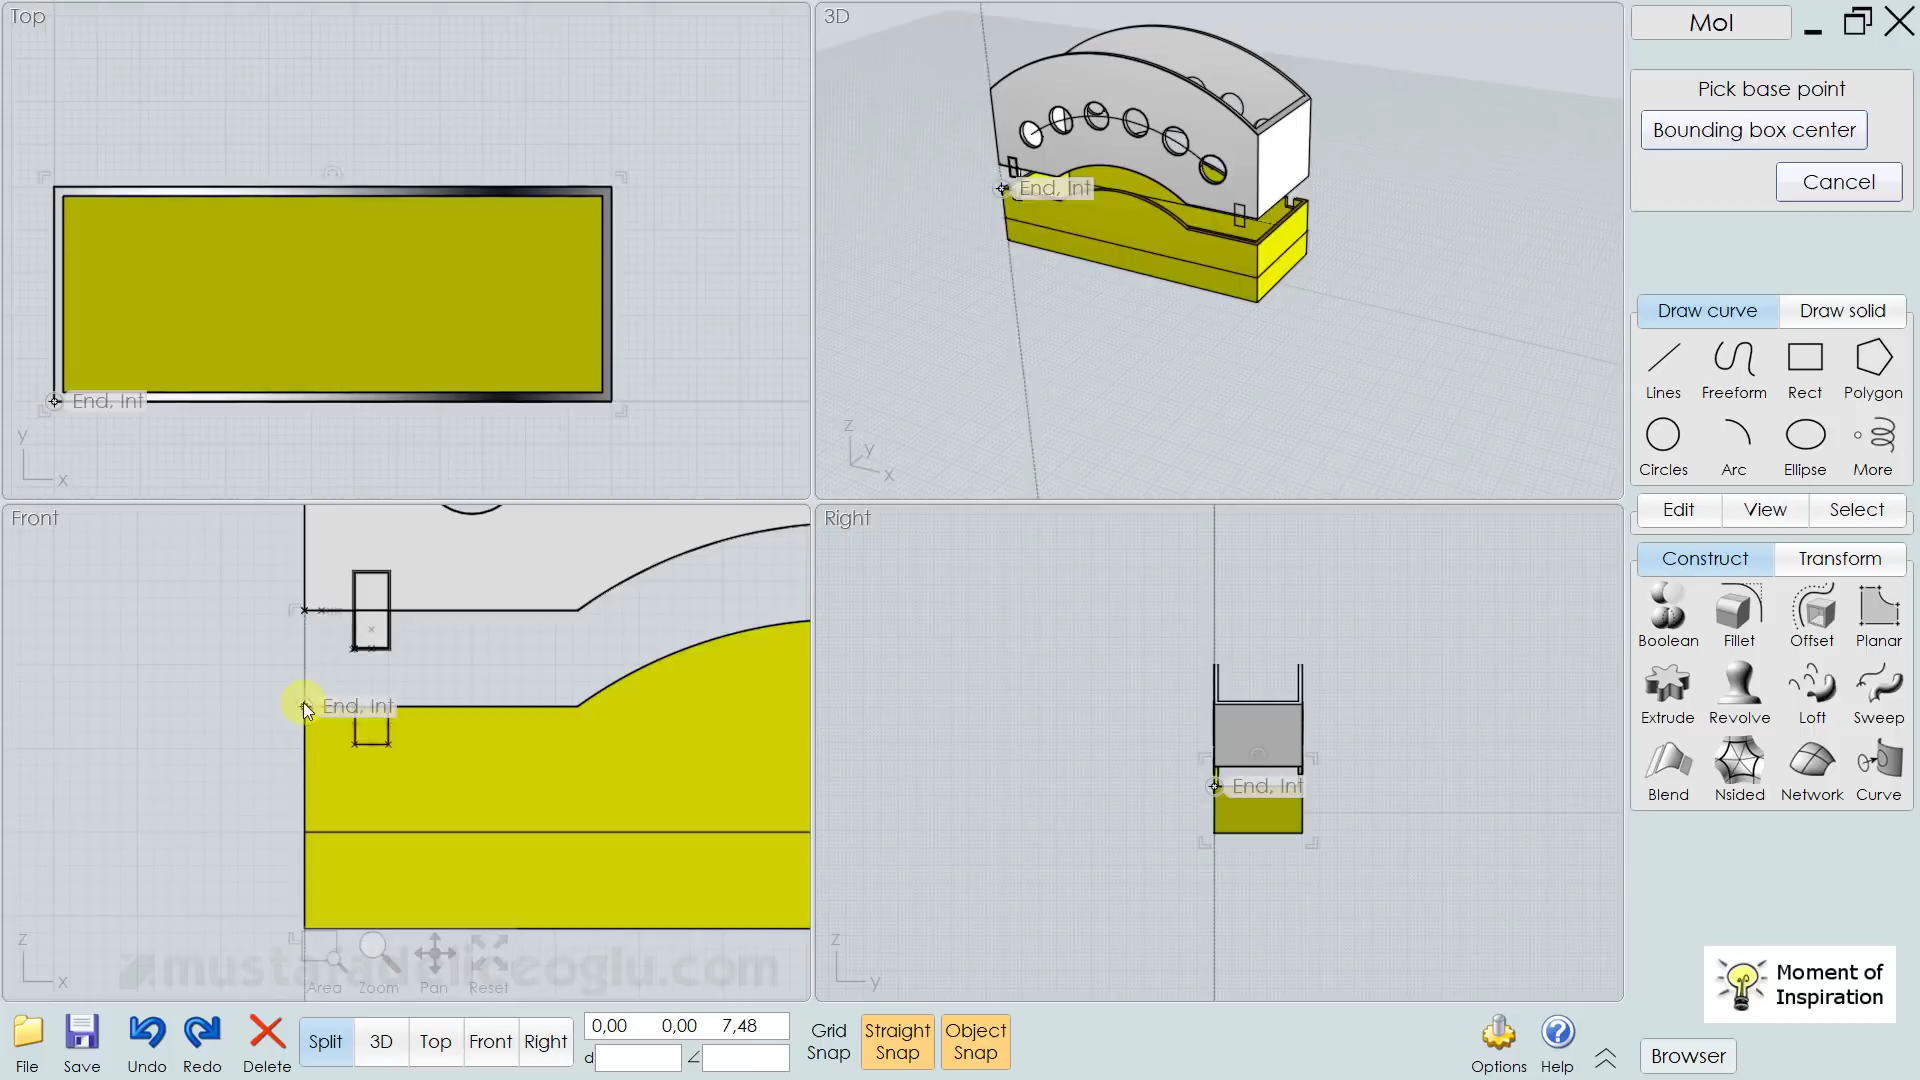 Top
3D
MoI
Pick base point
Bounding box center
Cancel
End, Int
End, Int
y
x
z
y
x
Draw curve
Draw solid
Lines
Freeform
Rect
Polygon
Circles
Arc
Ellipse
More
Edit
View
Select
Front
Right
Construct
Transform
Boolean
Fillet
Offset
Planar
Extrude
Revolve
Loft
Sweep
Blend
Nsided
Network
Curve
End, Int
End, Int
z
x
z
y
Area
Zoom
Pan
Reset
Moment of
Inspiration
File
Save
Undo
Redo
Delete
Split
3D
Top
Front
Right
0,00 0,00 7,48
d
∠
Grid
Snap
Straight
Snap
Object
Snap
Options
Help
Browser